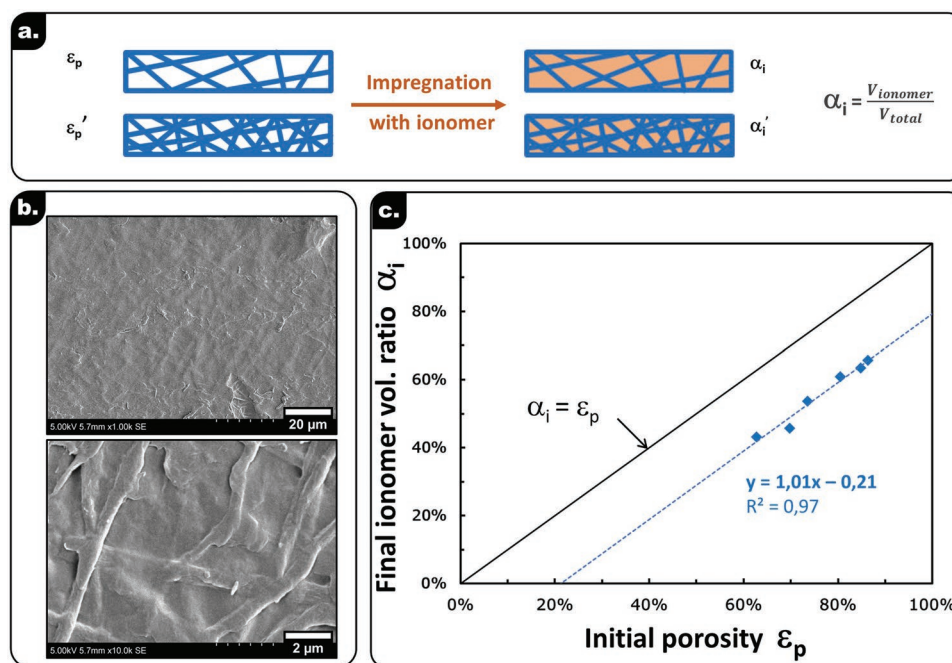 a.
εp
εp'
Impregnation
with ionomer
αi
αi'
αi = Vionomer / Vtotal
b.
5.00kV 5.7mm x1.00k SE
20 µm
5.00kV 5.7mm x10.0k SE
2 µm
c.
Final ionomer vol. ratio αi
100%
80%
60%
40%
20%
0%
αi = εp
y = 1,01x – 0,21
R² = 0,97
0%
20%
40%
60%
80%
100%
Initial porosity εp